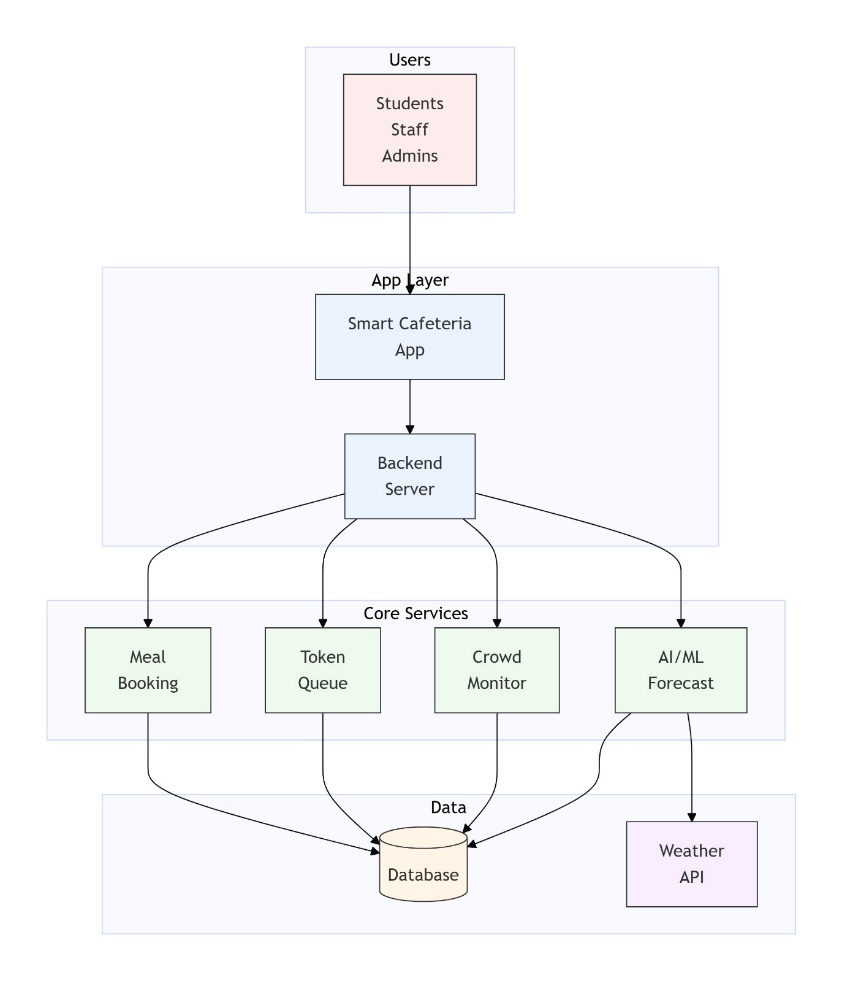 Users
Students
Staff
Admins
App Layer
Smart Cafeteria
App
Backend
Server
Core Services
Meal
Booking
Token
Queue
Crowd
Monitor
AI/ML
Forecast
Data
Database
Weather
API